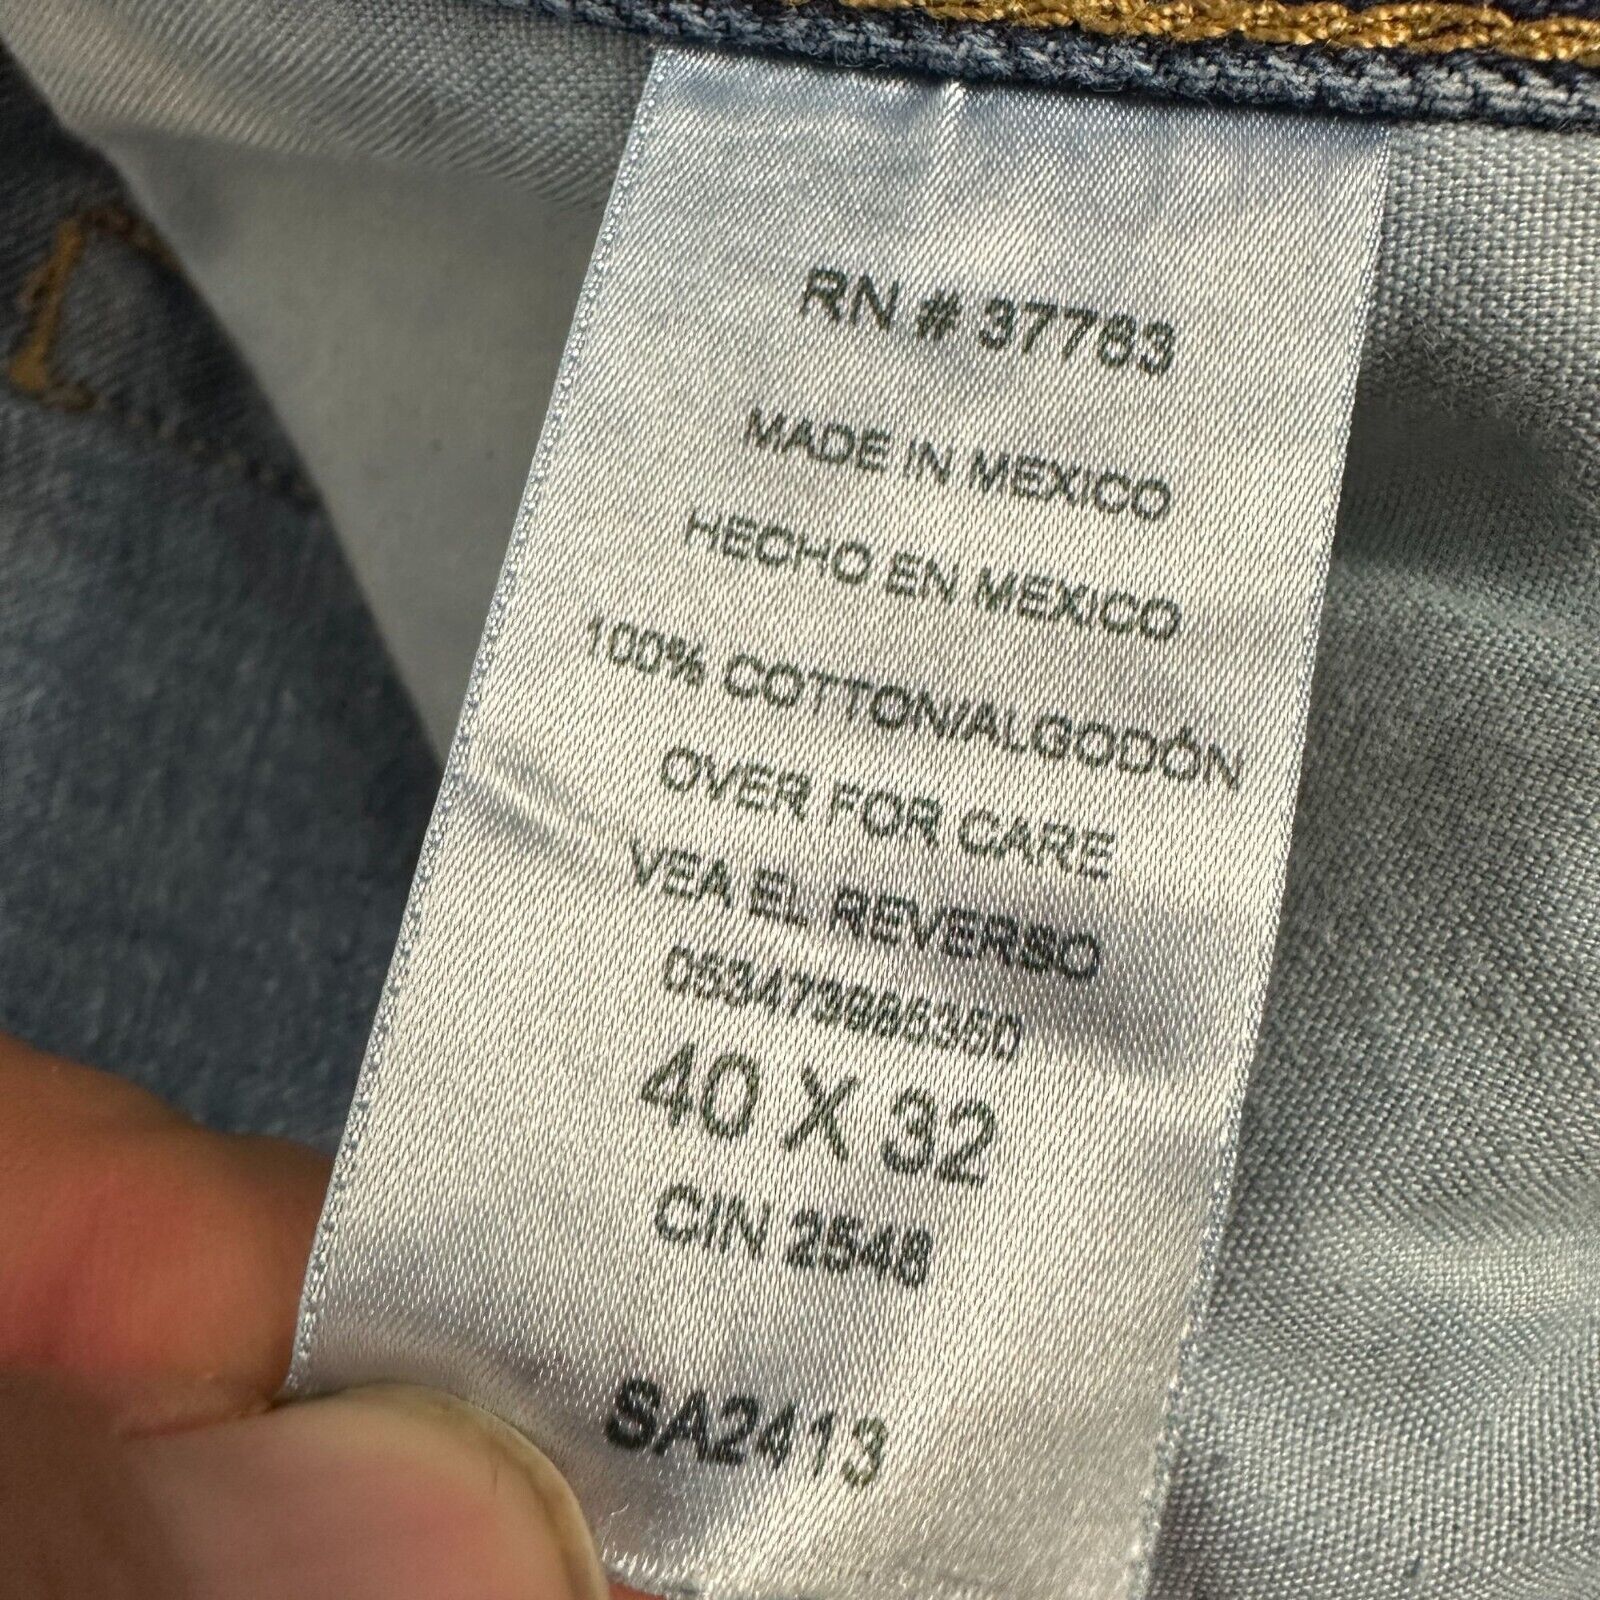 RN # 37763
MADE IN MEXICO
HECHO EN MÉXICO
100% COTTON/ALGODÓN
OVER FOR CARE
VEA EL REVERSO
40 X 32
CIN 2548
SA2413